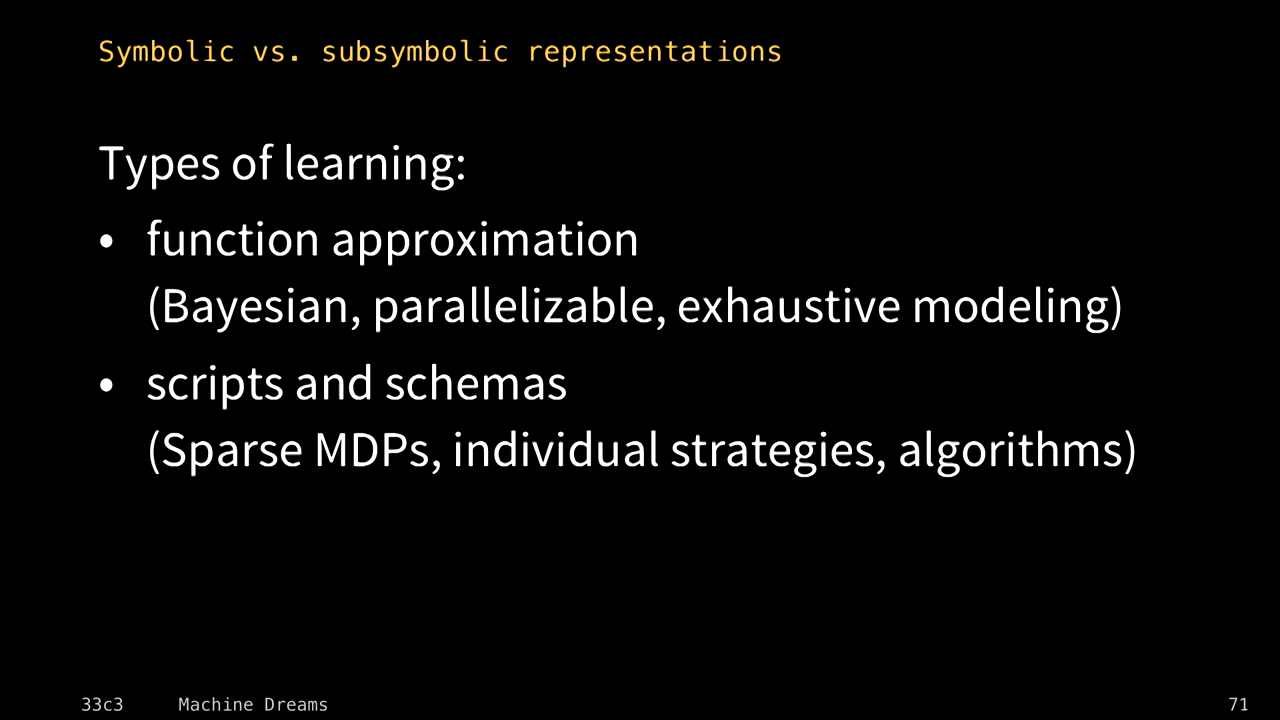 Symbolic vs. subsymbolic representations
Types of learning:
• function approximation
(Bayesian, parallelizable, exhaustive modeling)
• scripts and schemas
(Sparse MDPs, individual strategies, algorithms)
33c3 Machine Dreams 71